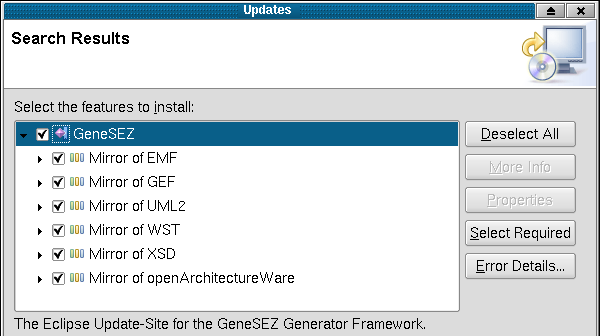 Updates
Search Results
Select the features to install:
GeneSEZ
Mirror of EMF
Mirror of GEF
Mirror of UML2
Mirror of WST
Mirror of XSD
Mirror of openArchitectureWare
Deselect All
More Info
Properties
Select Required
Error Details...
The Eclipse Update-Site for the GeneSEZ Generator Framework.